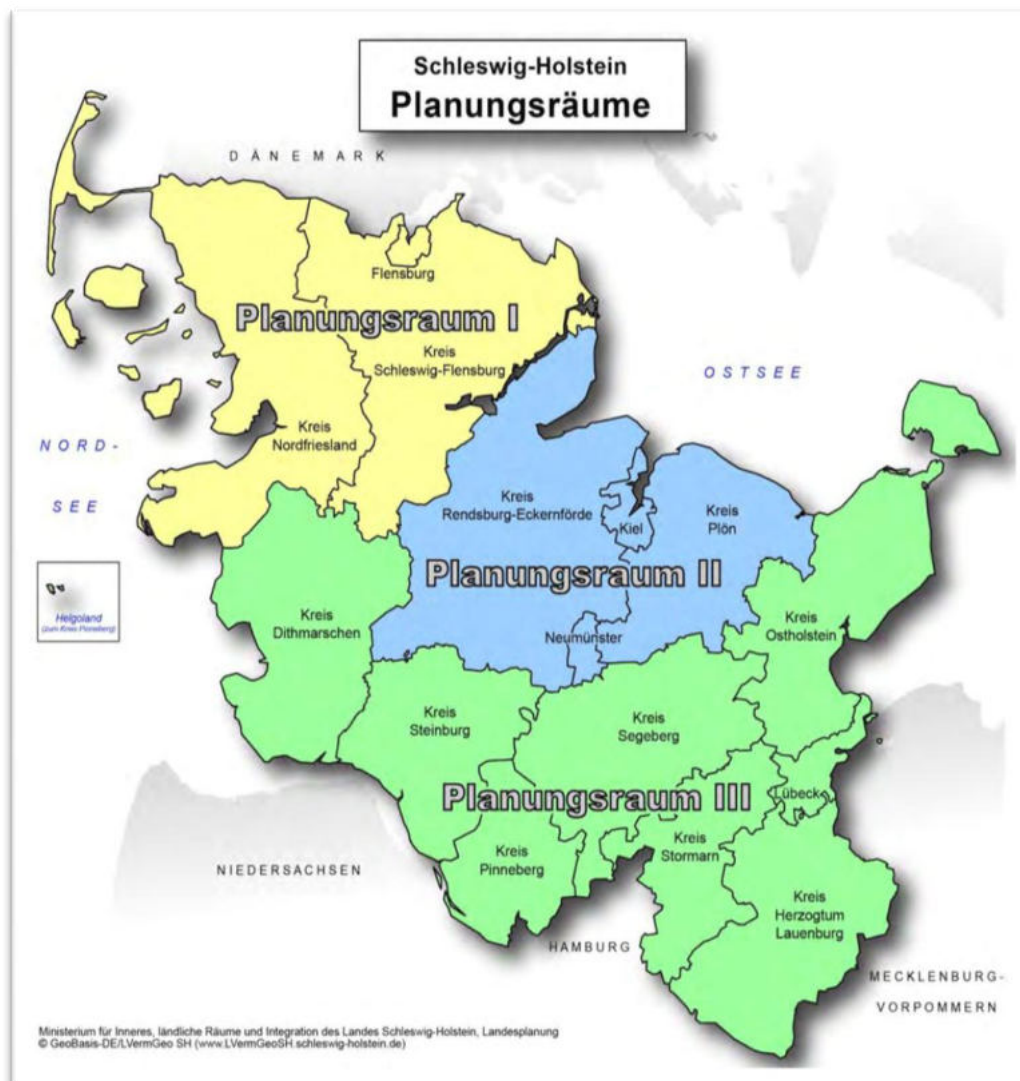 Schleswig-Holstein
Planungsräume
DÄNEMARK
Flensburg
Planungsraum I
Kreis
Schleswig-Flensburg
OSTSEE
Kreis
Nordfriesland
NORD-
SEE
Kreis
Rendsburg-Eckernförde
Kiel
Kreis
Plön
Planungsraum II
Helgoland
(zum Kreis Pinneberg)
Kreis
Dithmarschen
Neumünster
Kreis
Ostholstein
Kreis
Steinburg
Kreis
Segeberg
Planungsraum III
Lübeck
Kreis
Stormarn
Kreis
Pinneberg
NIEDERSACHSEN
Kreis
Herzogtum
Lauenburg
HAMBURG
MECKLENBURG-
VORPOMMERN
Ministerium für Inneres, ländliche Räume und Integration des Landes Schleswig-Holstein, Landesplanung
© GeoBasis-DE/LVermGeo SH (www.LVermGeoSH.schleswig-holstein.de)